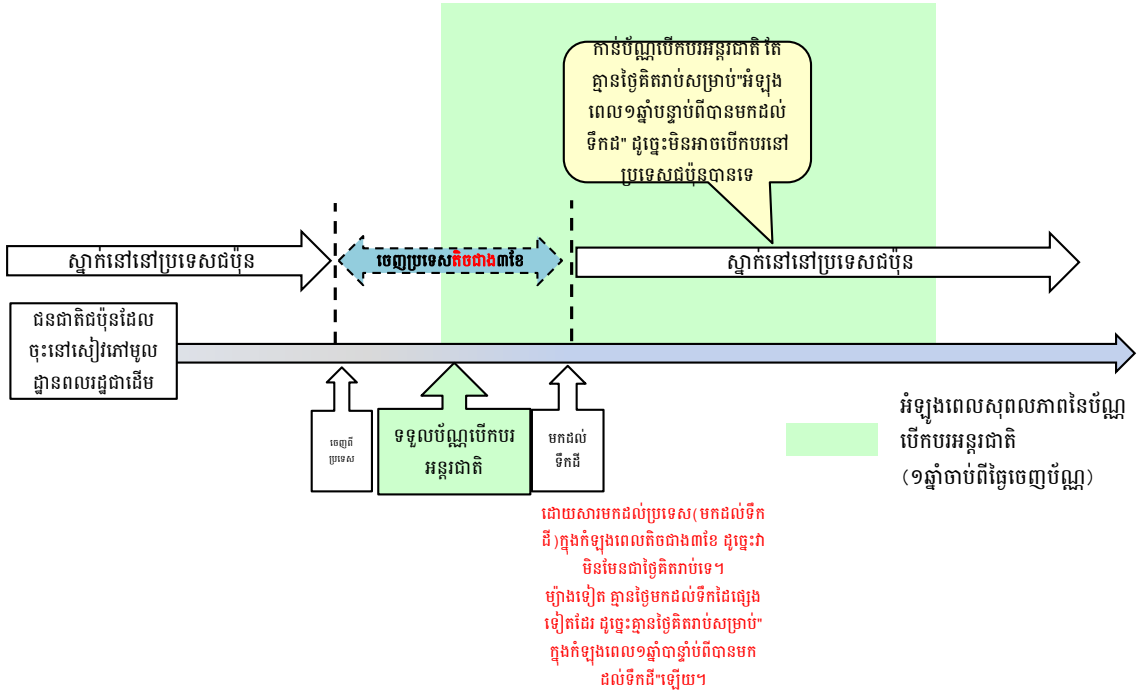 កាន់ប័ណ្ណបើកបរអន្តរជាតិ តែ
គ្មានថ្ងៃគិតរាប់សម្រាប់"អំឡុង
ពេល១ឆ្នាំបន្ទាប់ពីបានមកដល់
ទឹកដ" ដូច្នេះមិនអាចបើកបរនៅ
ប្រទេសជប៉ុនបានទេ
ស្នាក់នៅនៅប្រទេសជប៉ុន
ចេញប្រទេសតិចជាង៣ខែ
ស្នាក់នៅនៅប្រទេសជប៉ុន
ជនជាតិជប៉ុនដែល
ចុះនៅសៀវភៅមូល
ដ្ឋានពលរដ្ឋជាដើម
ចេញពី
ប្រទេស
ទទួលប័ណ្ណបើកបរ
អន្តរជាតិ
មកដល់
ទឹកដី
អំឡូងពេលសុពលភាពនៃប័ណ្ណ
បើកបរអន្តរជាតិ
(១ឆ្នាំចាប់ពីធ្ងៃចេញប័ណ្ណ)
ដោយសារមកដល់ប្រទេស(មកដល់ទឹក
ដី)ក្នុងកំឡុងពេលតិចជាង៣ខែ ដូច្នេះវា
មិនមែនជាថ្ងៃគិតរាប់ទេ។
ម្យ៉ាងទៀត គ្មានថ្ងៃមកដល់ទឹកដៃផ្សេង
ទៀតដែរ ដូច្នេះគ្មានថ្ងៃគិតរាប់សម្រាប់"
ក្នុងកំឡុងពេល១ឆ្នាំបាន្ទាំប់ពីបានមក
ដល់ទឹកដី"ឡើយ។